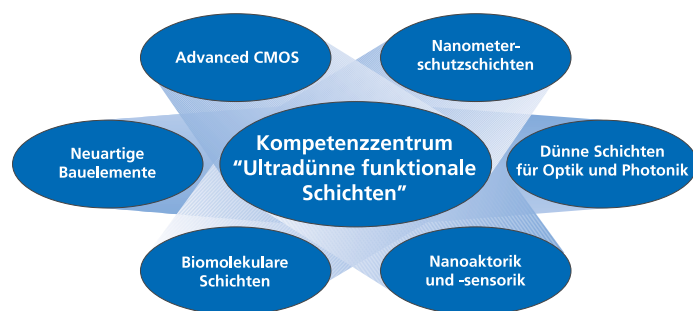 Advanced CMOS
Nanometer-
schutzschichten
Neuartige
Bauelemente
Kompetenzzentrum
“Ultradünne funktionale
Schichten”
Dünne Schichten
für Optik und Photonik
Biomolekulare
Schichten
Nanoaktorik
und -sensorik